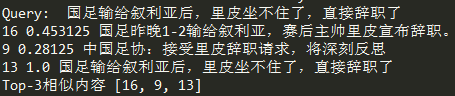 Query:  国足输给叙利亚后，里皮坐不住了，直接辞职了
16 0.453125 国足昨晚1-2输给叙利亚，赛后主帅里皮宣布辞职。
9 0.28125 中国足协：接受里皮辞职请求，将深刻反思
13 1.0 国足输给叙利亚后，里皮坐不住了，直接辞职了
Top-3相似内容 [16, 9, 13]